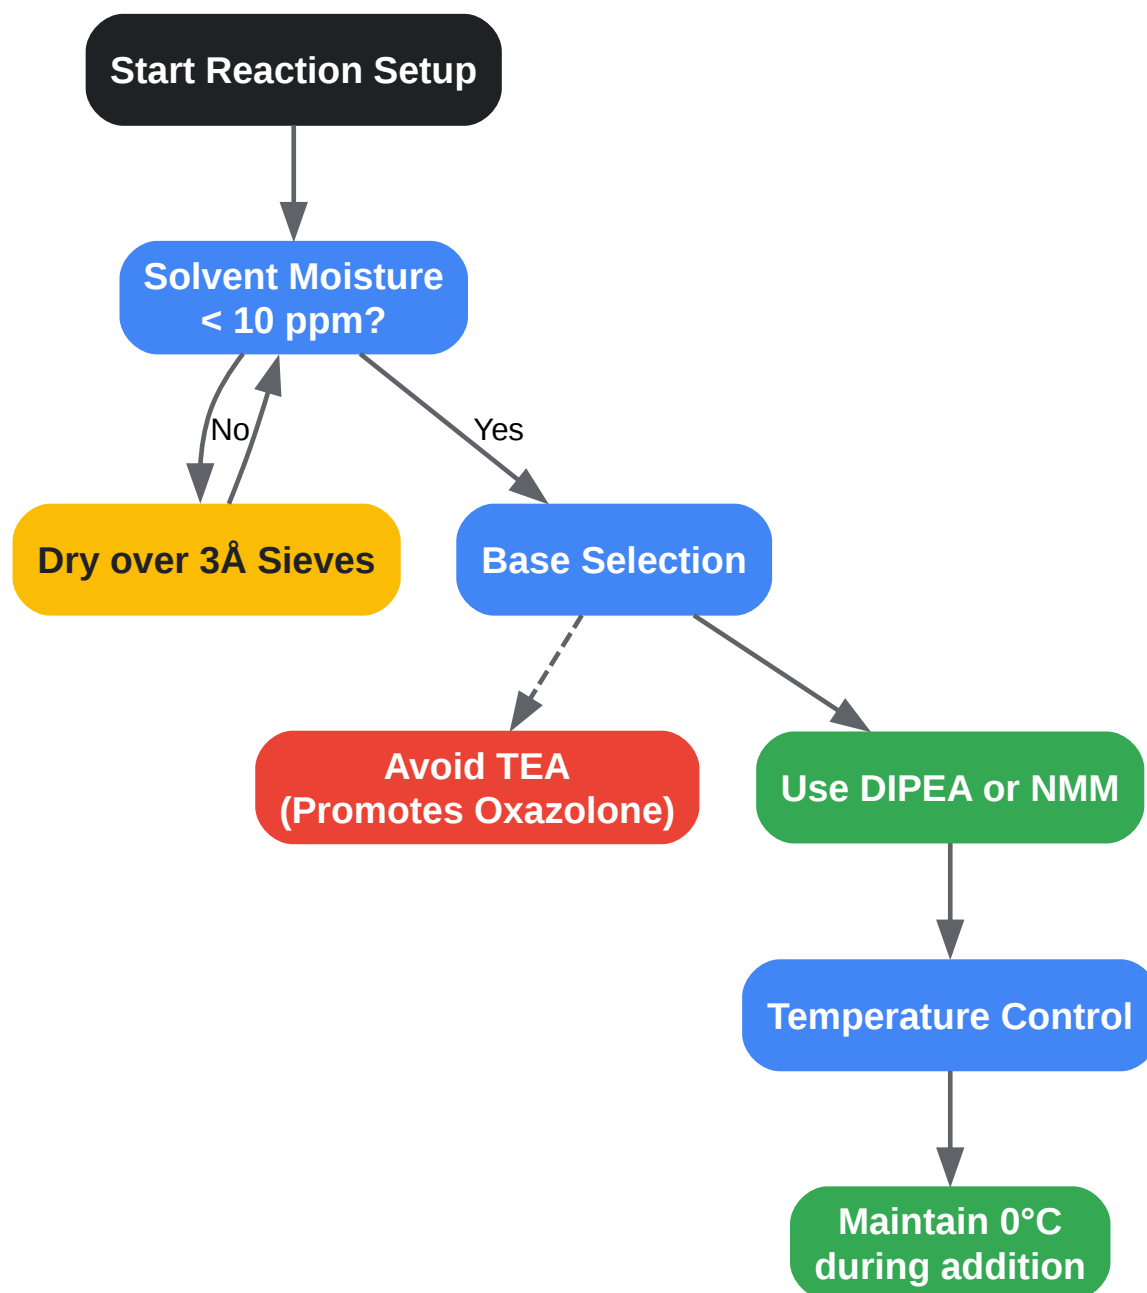 Start Reaction Setup
Solvent Moisture
< 10 ppm?
No
Yes
Dry over 3Å Sieves
Base Selection
Avoid TEA
(Promotes Oxazolone)
Use DIPEA or NMM
Temperature Control
Maintain 0°C
during addition